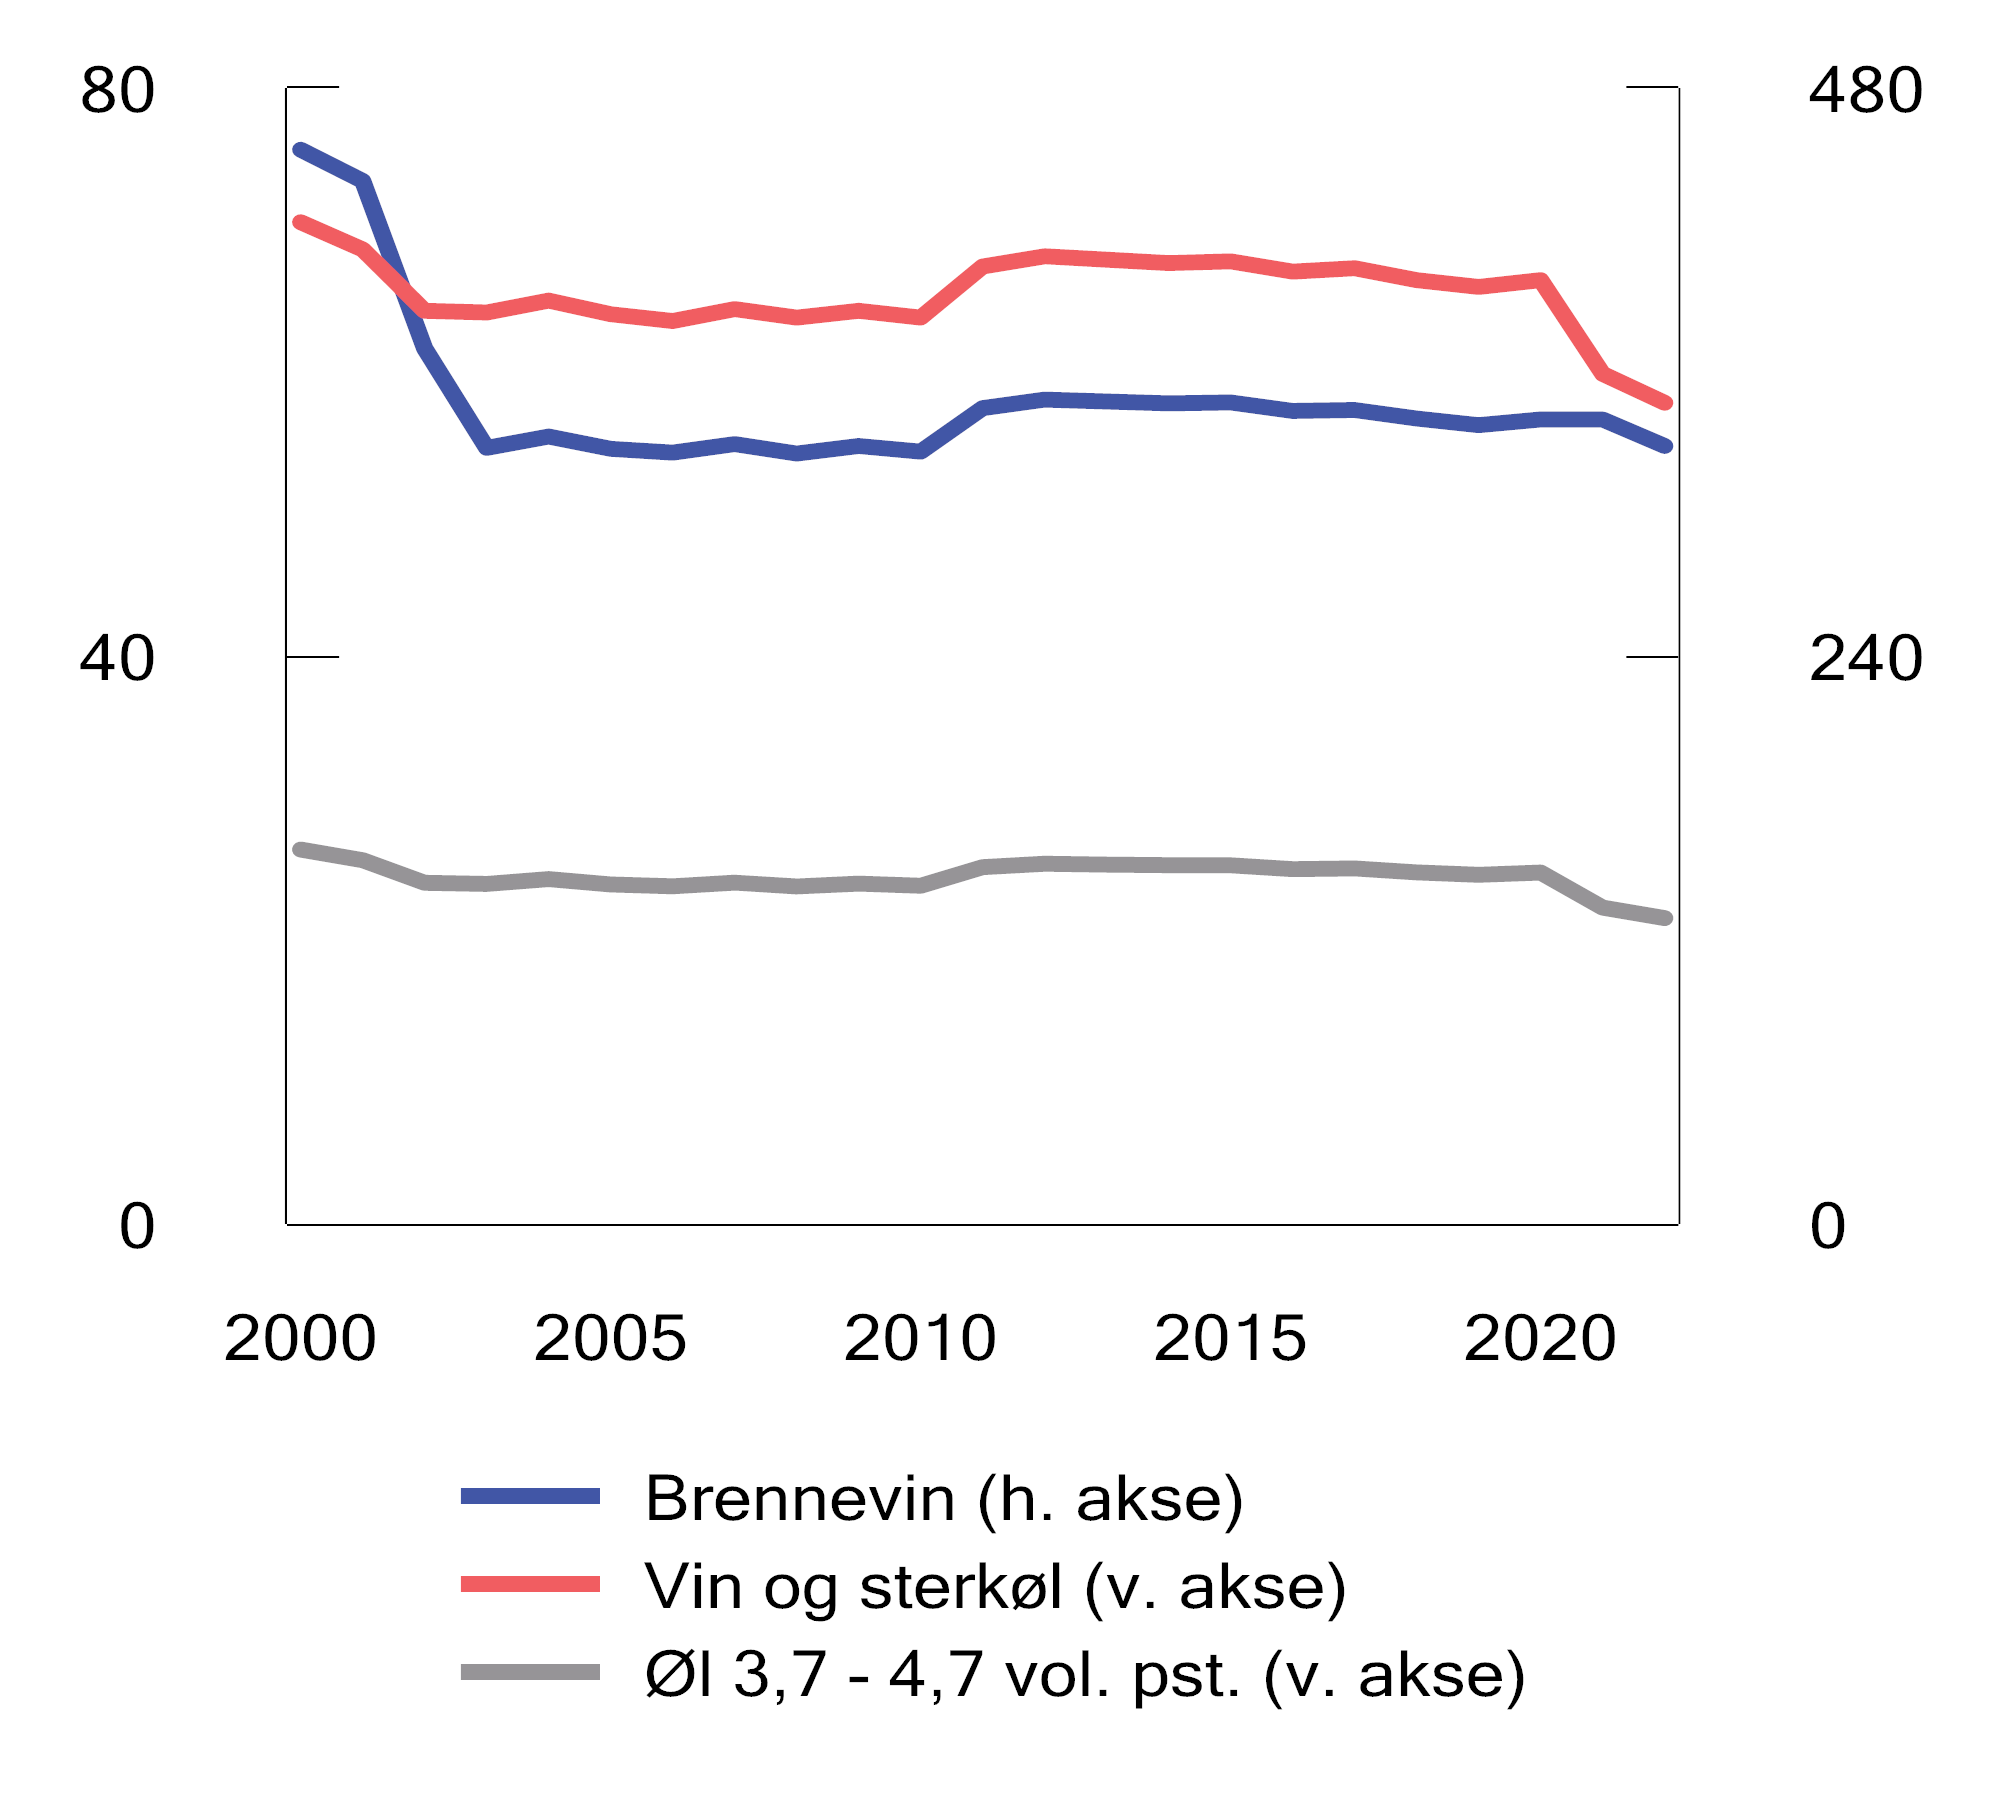 80 480
40 240
0 0
2000 2005 2010 2015 2020
Brennevin (h. akse)
Vin og sterkøl (v. akse)
Øl 3,7 - 4,7 vol. pst. (v. akse)